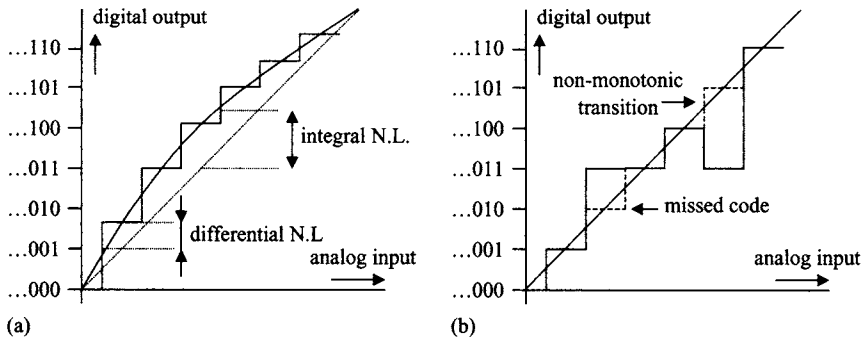 digital output
...110
...101
...100
...011
...010
...001
...000
integral N.L.
differential N.L
analog input
(a)
digital output
...110
...101
...100
...011
...010
...001
...000
non-monotonic
transition
missed code
analog input
(b)